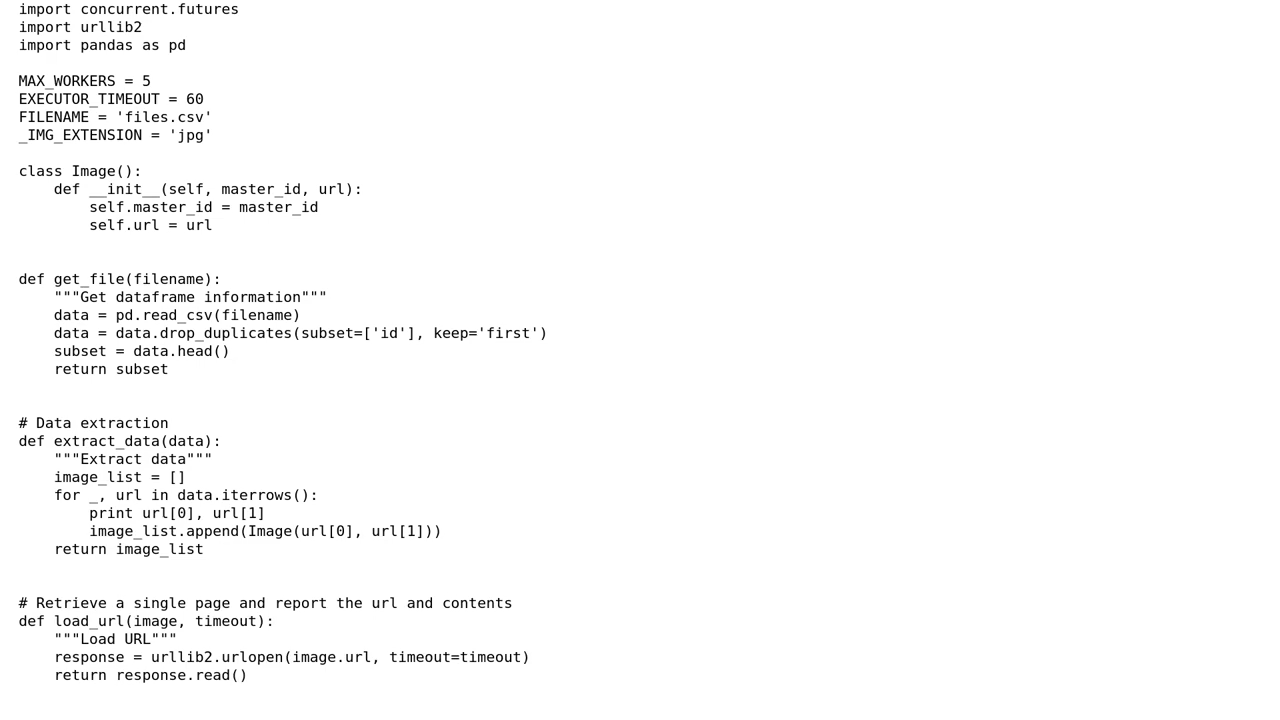 import concurrent.futures
import urllib2
import pandas as pd

MAX_WORKERS = 5
EXECUTOR_TIMEOUT = 60
FILENAME = 'files.csv'
_IMG_EXTENSION = 'jpg'

class Image():
    def __init__(self, master_id, url):
        self.master_id = master_id
        self.url = url


def get_file(filename):
    """Get dataframe information"""
    data = pd.read_csv(filename)
    data = data.drop_duplicates(subset=['id'], keep='first')
    subset = data.head()
    return subset


# Data extraction
def extract_data(data):
    """Extract data"""
    image_list = []
    for _, url in data.iterrows():
        print url[0], url[1]
        image_list.append(Image(url[0], url[1]))
    return image_list


# Retrieve a single page and report the url and contents
def load_url(image, timeout):
    """Load URL"""
    response = urllib2.urlopen(image.url, timeout=timeout)
    return response.read()